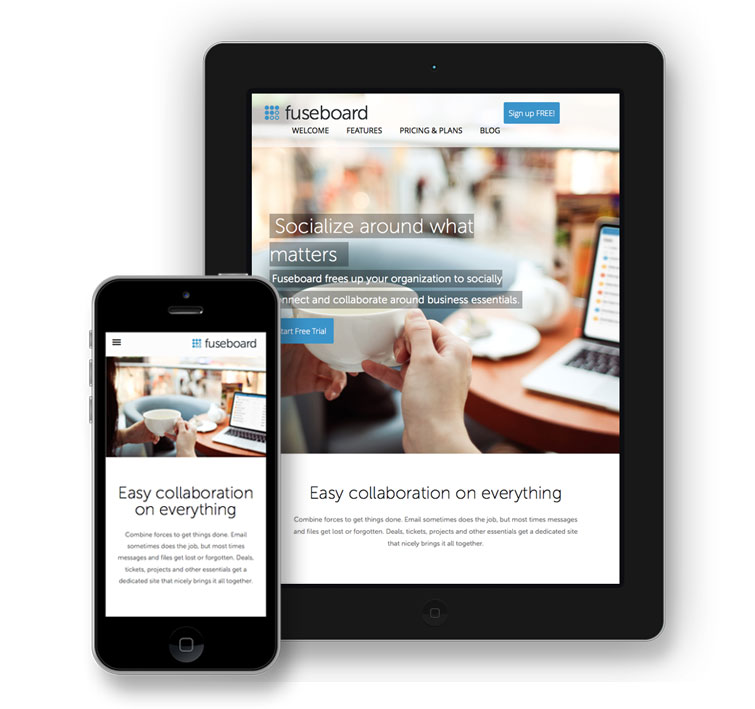 fuseboard
Sign up FREE!
WELCOME FEATURES PRICING & PLANS BLOG
Socialize around what
matters
Fuseboard frees up your organization to socially
onnect and collaborate around business essentials.
tart Free Trial
Easy collaboration on everything
Combine forces to get things done. Email sometimes does the job, but most times messages
and files get lost or forgotten. Deals, tickets, projects and other essentials get a dedicated site
that nicely brings it all together.
fuseboard
Easy collaboration
on everything
Combine forces to get things done. Email
sometimes does the job, but most times
messages and files get lost or forgotten. Deals,
tickets, projects and other essentials get a
dedicated site that nicely brings it all together.